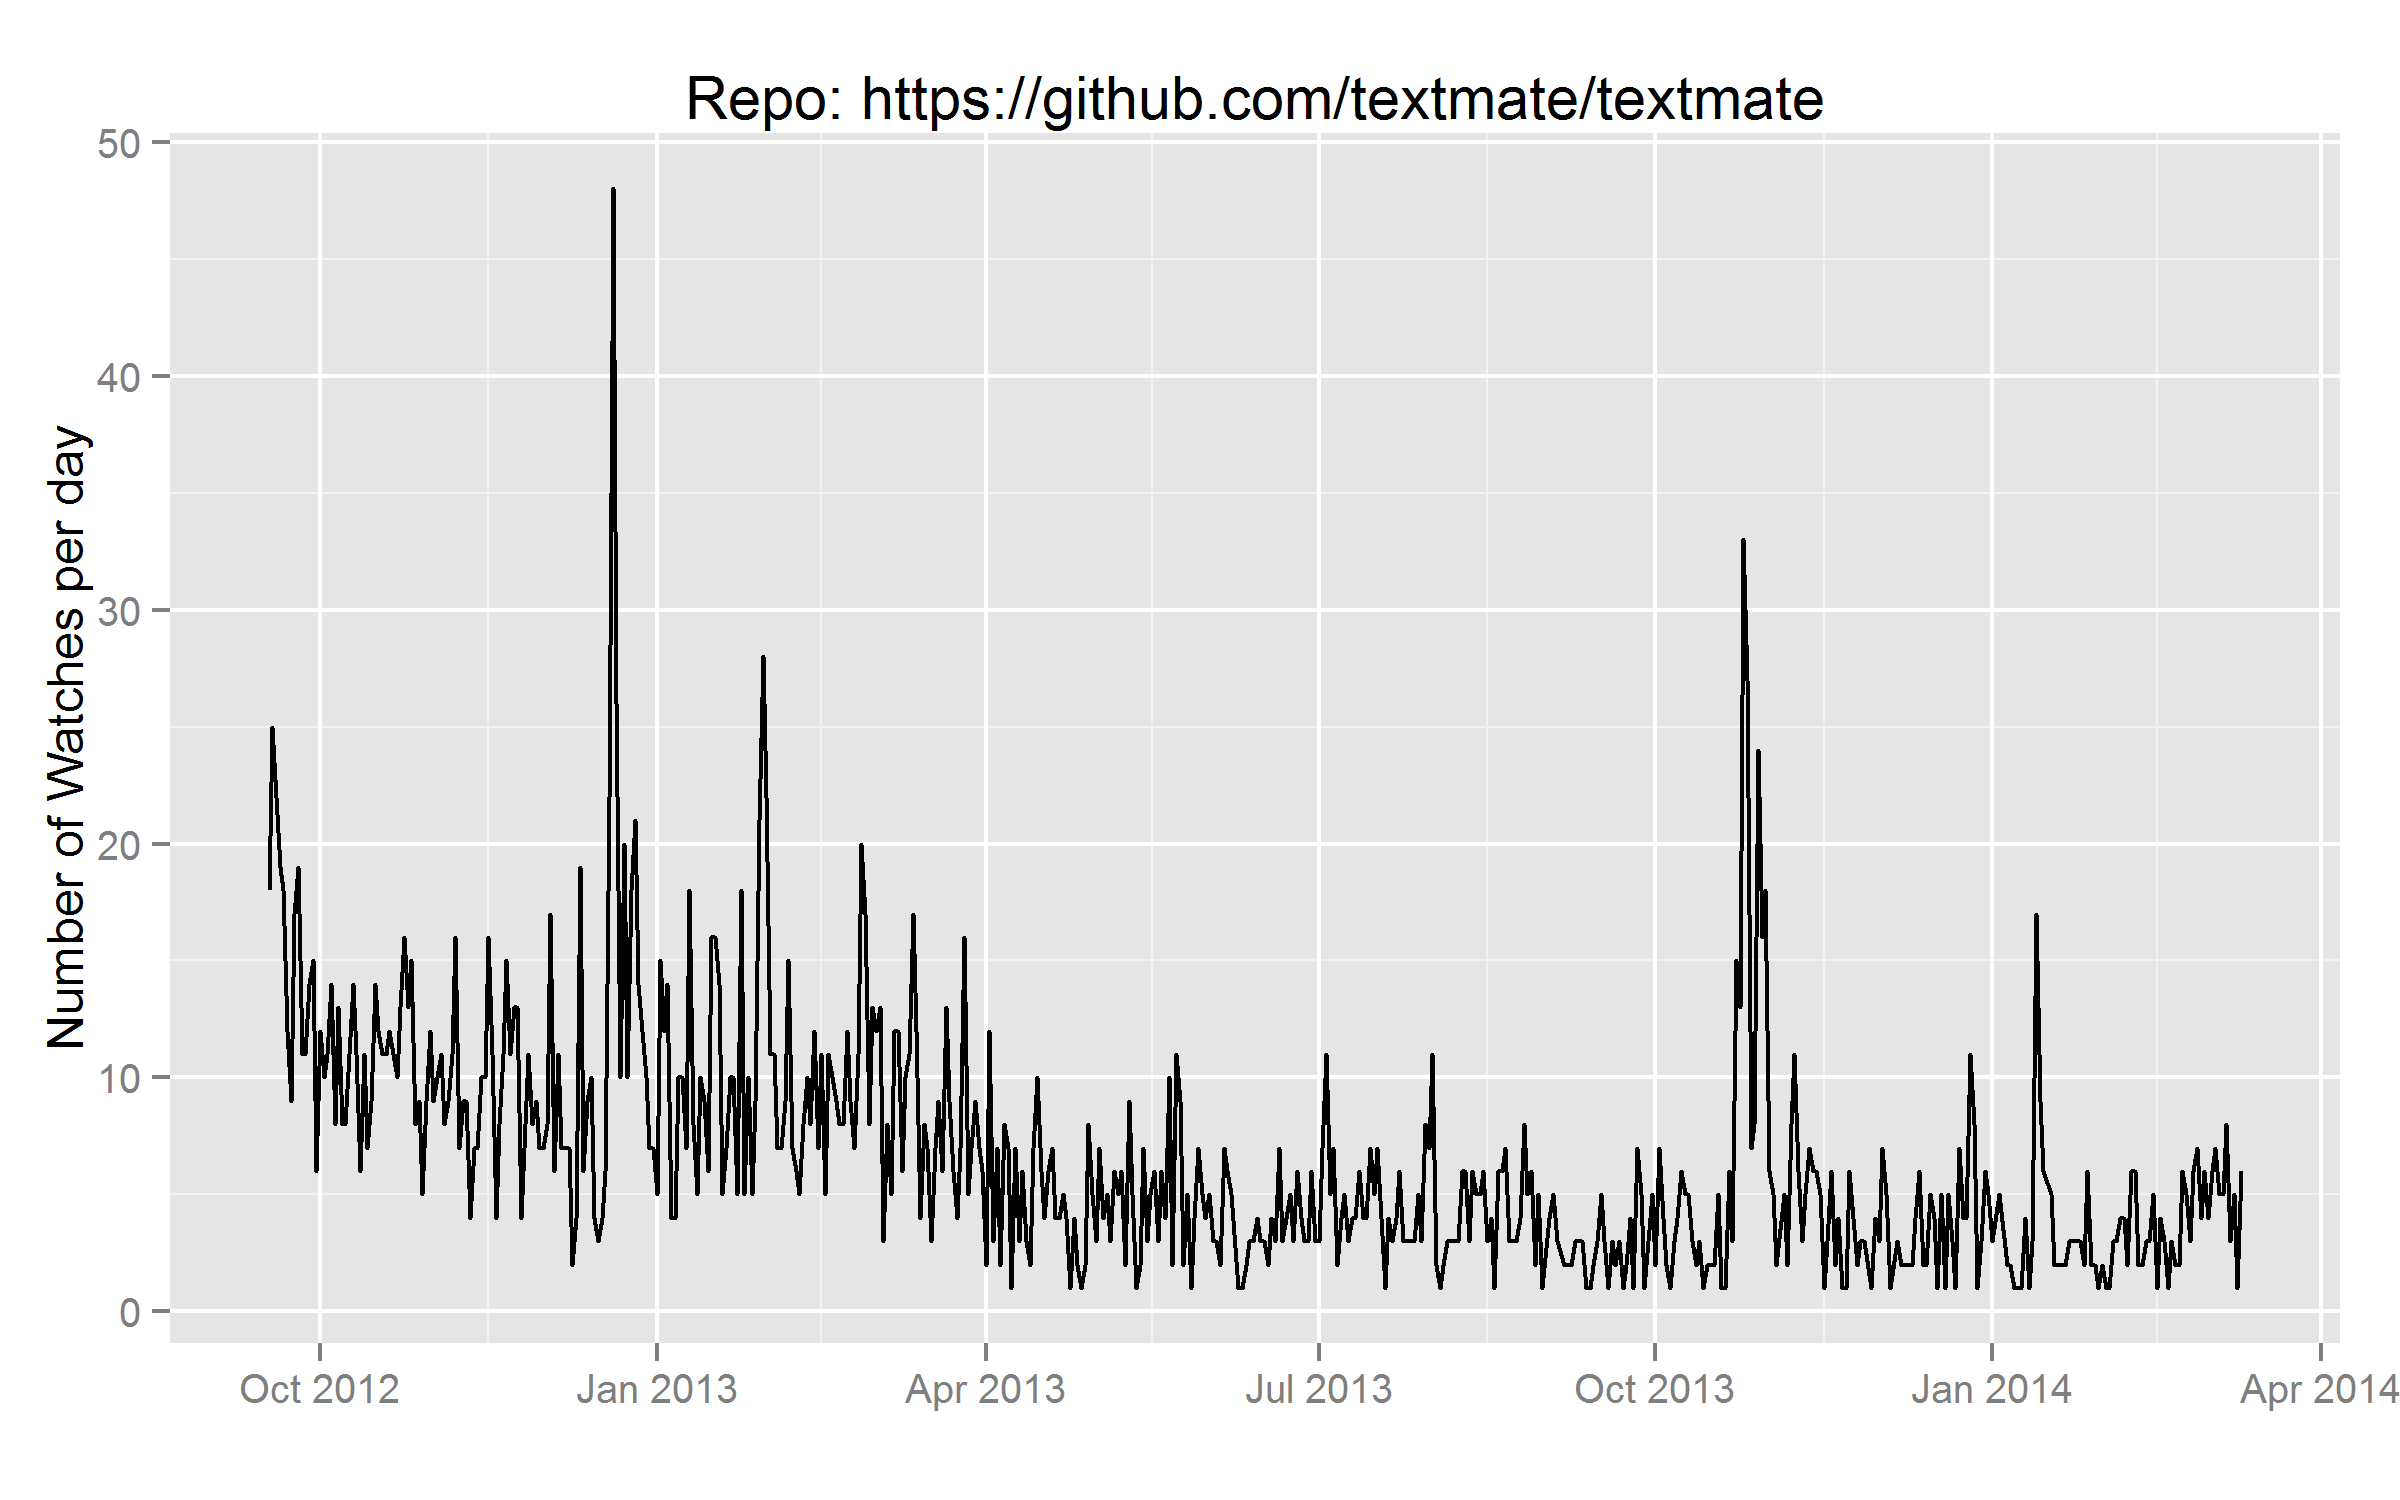 Repo: https://github.com/textmate/textmate
Number of Watches per day
50
40
30
20
10
0
Oct 2012
Jan 2013
Apr 2013
Jul 2013
Oct 2013
Jan 2014
Apr 2014